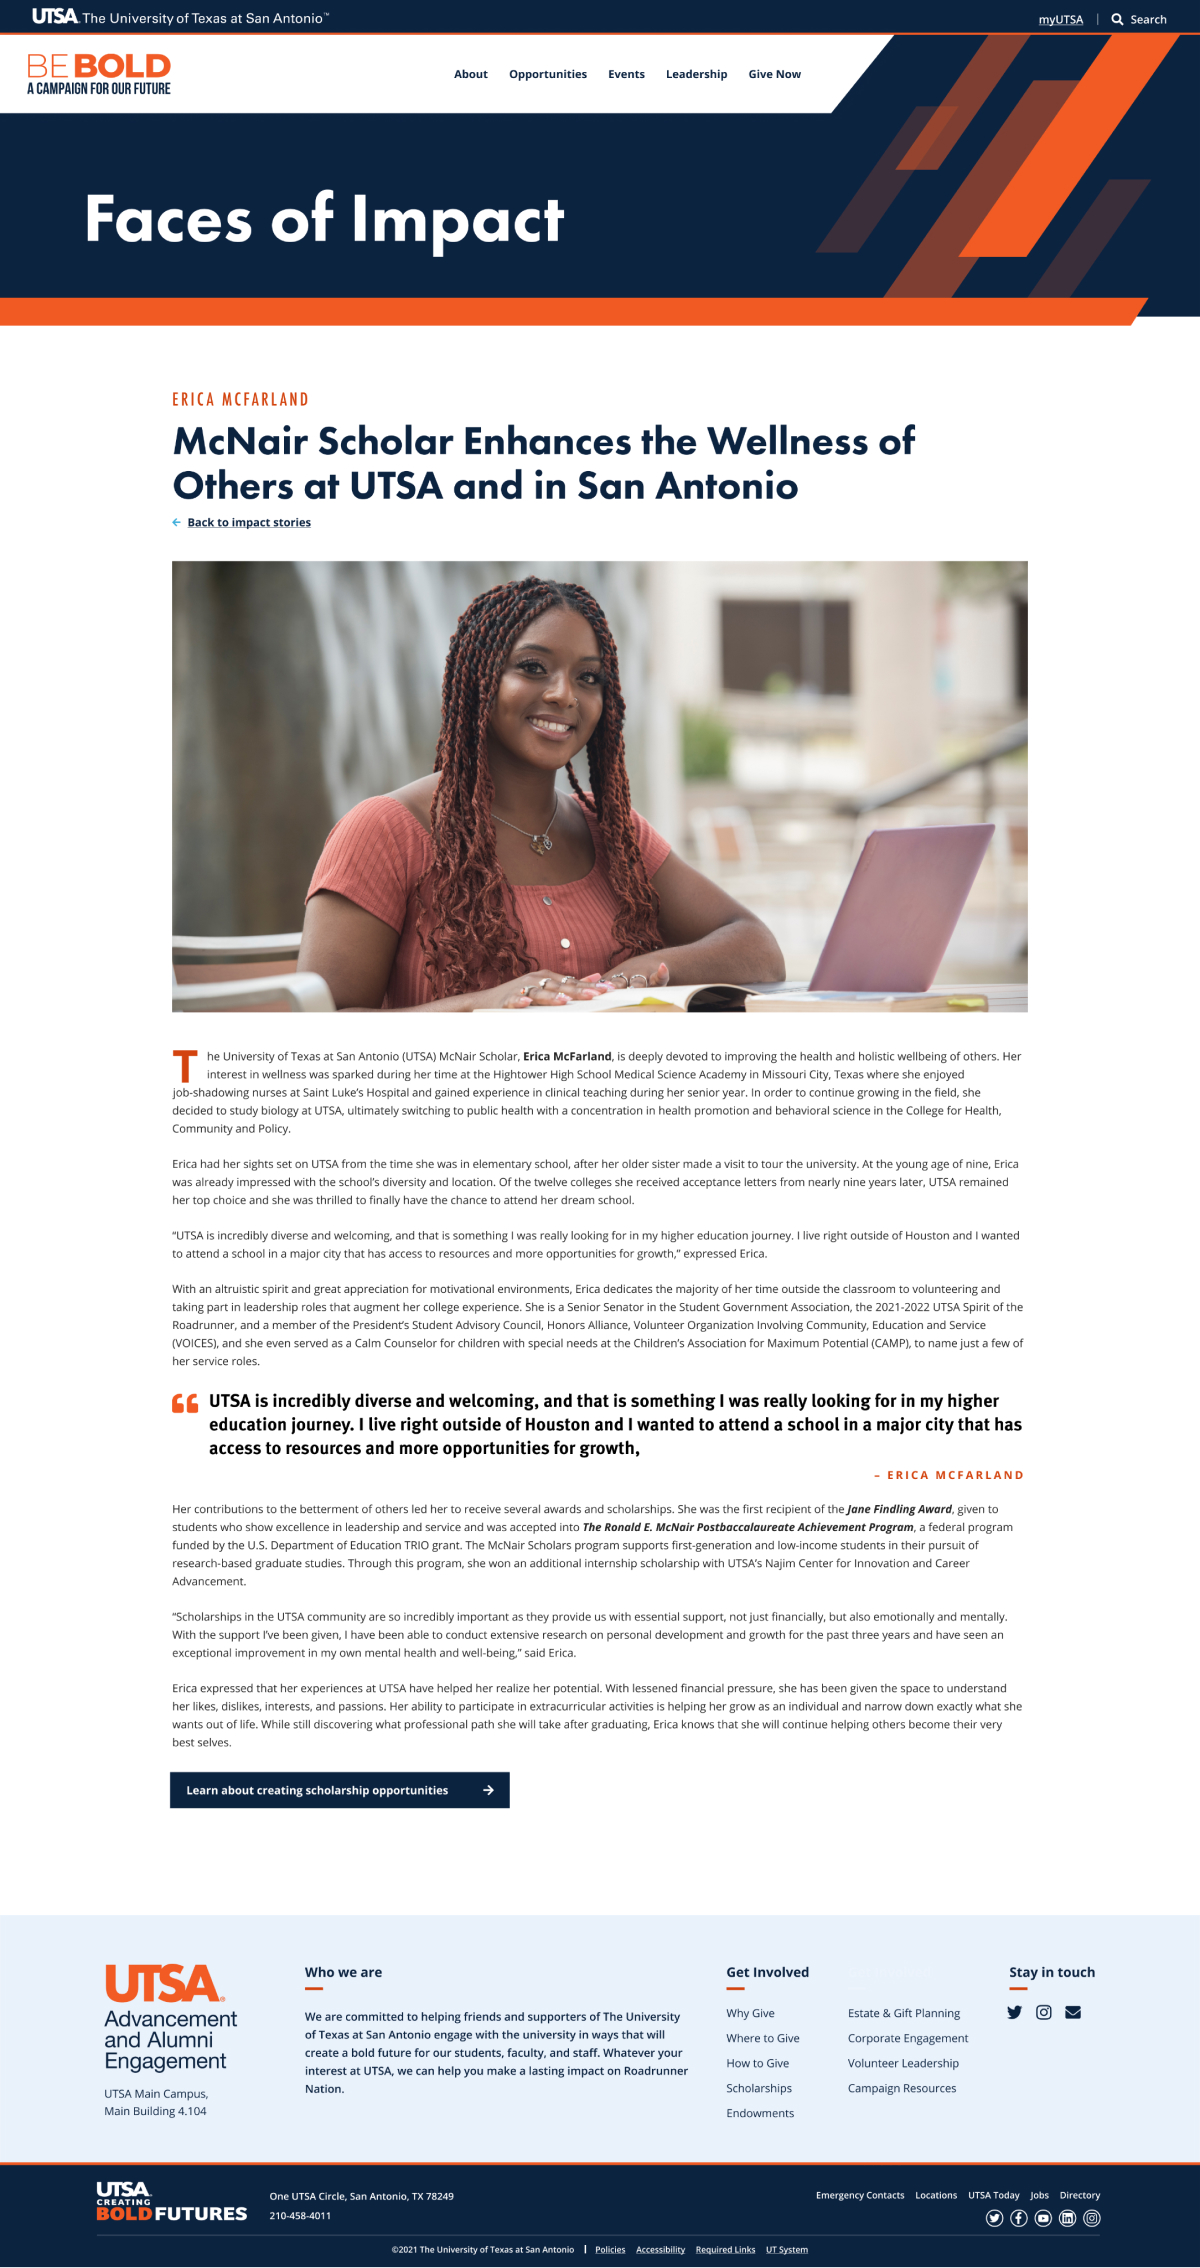 UTSA. The University of Texas at San Antonio™
myUTSA | Search
BE BOLD
A CAMPAIGN FOR OUR FUTURE
About Opportunities Events Leadership Give Now
Faces of Impact
ERICA MCFARLAND
McNair Scholar Enhances the Wellness of
Others at UTSA and in San Antonio
Back to impact stories
The University of Texas at San Antonio (UTSA) McNair Scholar, Erica McFarland, is deeply devoted to improving the health and holistic wellbeing of others. Her
interest in wellness was sparked during her time at the Hightower High School Medical Science Academy in Missouri City, Texas where she enjoyed
job-shadowing nurses at Saint Luke's Hospital and gained experience in clinical teaching during her senior year. In order to continue growing in the field, she
decided to study biology at UTSA, ultimately switching to public health with a concentration in health promotion and behavioral science in the College for Health,
Community and Policy.
Erica had her sights set on UTSA from the time she was in elementary school, after her older sister made a visit to tour the university. At the young age of nine, Erica
was already impressed with the school's diversity and location. Of the twelve colleges she received acceptance letters from nearly nine years later, UTSA remained
her top choice and she was thrilled to finally have the chance to attend her dream school.
“UTSA is incredibly diverse and welcoming, and that is something I was really looking for in my higher education journey. I live right outside of Houston and I wanted
to attend a school in a major city that has access to resources and more opportunities for growth,” expressed Erica.
With an altruistic spirit and great appreciation for motivational environments, Erica dedicates the majority of her time outside the classroom to volunteering and
taking part in leadership roles that augment her college experience. She is a Senior Senator in the Student Government Association, the 2021-2022 UTSA Spirit of the
Roadrunner, and a member of the President's Student Advisory Council, Honors Alliance, Volunteer Organization Involving Community, Education and Service
(VOICES), and she even served as a Calm Counselor for children with special needs at the Children's Association for Maximum Potential (CAMP), to name just a few of
her service roles.
“ UTSA is incredibly diverse and welcoming, and that is something I was really looking for in my higher
education journey. I live right outside of Houston and I wanted to attend a school in a major city that has
access to resources and more opportunities for growth,
– ERICA MCFARLAND
Her contributions to the betterment of others led her to receive several awards and scholarships. She was the first recipient of the Jane Findling Award, given to
students who show excellence in leadership and service and was accepted into The Ronald E. McNair Postbaccalaureate Achievement Program, a federal program
funded by the U.S. Department of Education TRIO grant. The McNair Scholars program supports first-generation and low-income students in their pursuit of
research-based graduate studies. Through this program, she won an additional internship scholarship with UTSA's Najim Center for Innovation and Career
Advancement.
“Scholarships in the UTSA community are so incredibly important as they provide us with essential support, not just financially, but also emotionally and mentally.
With the support I've been given, I have been able to conduct extensive research on personal development and growth for the past three years and have seen an
exceptional improvement in my own mental health and well-being,” said Erica.
Erica expressed that her experiences at UTSA have helped her realize her potential. With lessened financial pressure, she has been given the space to understand
her likes, dislikes, interests, and passions. Her ability to participate in extracurricular activities is helping her grow as an individual and narrow down exactly what she
wants out of life. While still discovering what professional path she will take after graduating, Erica knows that she will continue helping others become their very
best selves.
Learn about creating scholarship opportunities
UTSA.
Advancement
and Alumni
Engagement
UTSA Main Campus,
Main Building 4.104
Who we are
We are committed to helping friends and supporters of The University
of Texas at San Antonio engage with the university in ways that will
create a bold future for our students, faculty, and staff. Whatever your
interest at UTSA, we can help you make a lasting impact on Roadrunner
Nation.
Get Involved
Why Give
Where to Give
How to Give
Scholarships
Endowments
Estate & Gift Planning
Corporate Engagement
Volunteer Leadership
Campaign Resources
Stay in touch
UTSA.
CREATING
BOLD FUTURES
One UTSA Circle, San Antonio, TX 78249
210-458-4011
Emergency Contacts Locations UTSA Today Jobs Directory
©2021 The University of Texas at San Antonio | Policies Accessibility Required Links UT System